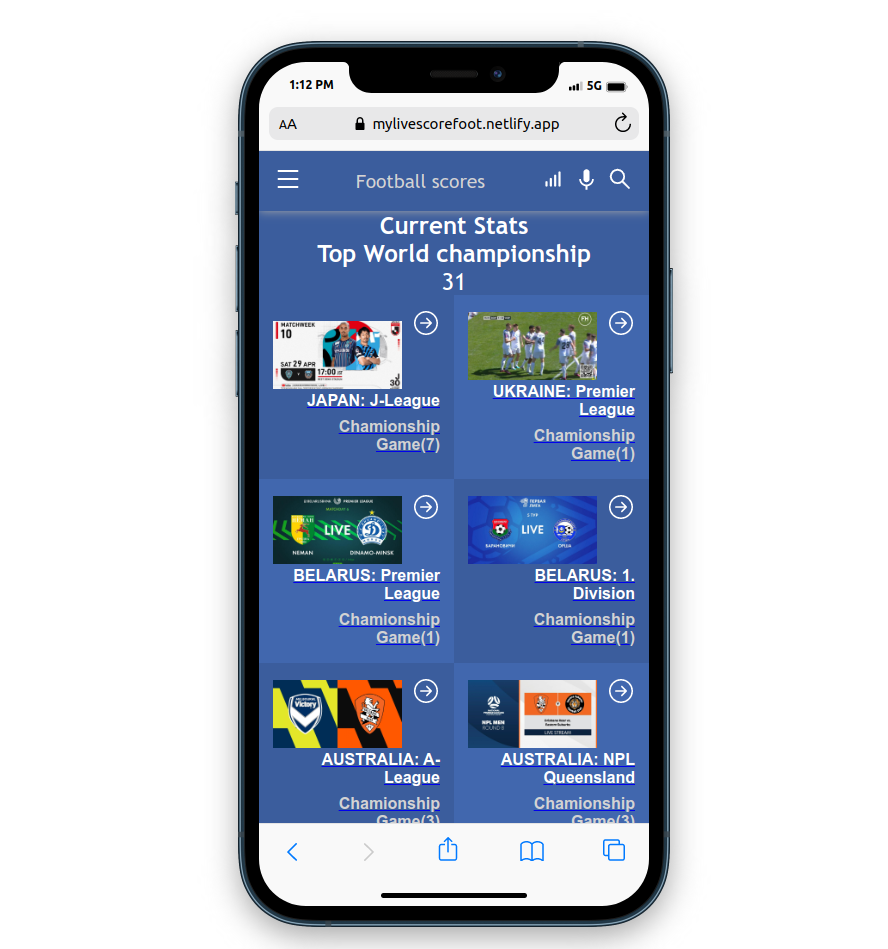 1:12 PM
5G
AA
mylivescorefoot.netlify.app
Football scores
Current Stats
Top World championship
31
MATCHWEEK
10
SAT 29 APR
17:00
JAPAN: J-League
Chamionship
Game(7)
FH
UKRAINE: Premier
League
Chamionship
Game(1)
PREMIER LEAGUE
LIVE
NEMAN
DINAMO-MINSK
BELARUS: Premier
League
Chamionship
Game(1)
LIVE
BELARUS: 1.
Division
Chamionship
Game(1)
Victory
AUSTRALIA: A-
League
Chamionship
Game(3)
NPL MEN
ROUND 8
LIVE STREAM
AUSTRALIA: NPL
Queensland
Chamionship
Game(3)